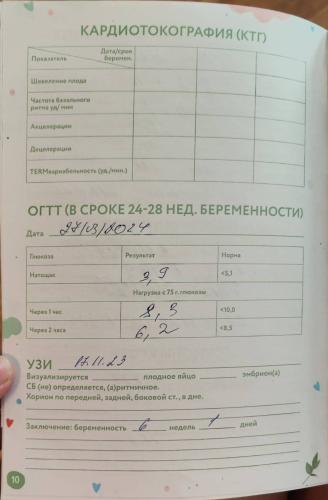 КАРДИОТОКОГРАФИЯ (КТГ)
Показатель Дата/срок беремен.
Шевеление плода
Частота базального ритма уд/ мин
Акцелерации
Децелерации
TERMвариабельность (уд./мин.)
ОГТТ (В СРОКЕ 24-28 НЕД. БЕРЕМЕННОСТИ)
Дата 27/03/2024
Глюкоза Результат Норма
Натощак 3,9 <5,1
Нагрузка с 75 г. глюкозы
Через 1 час 8,3 <10,0
Через 2 часа 6,2 <8,5
УЗИ 17.11.23
Визуализируется плодное яйцо эмбрион(а)
СБ (не) определяется, (а)ритмичное.
Хорион по передней, задней, боковой ст., в дне.
Заключение: беременность 6 недель 1 дней
10